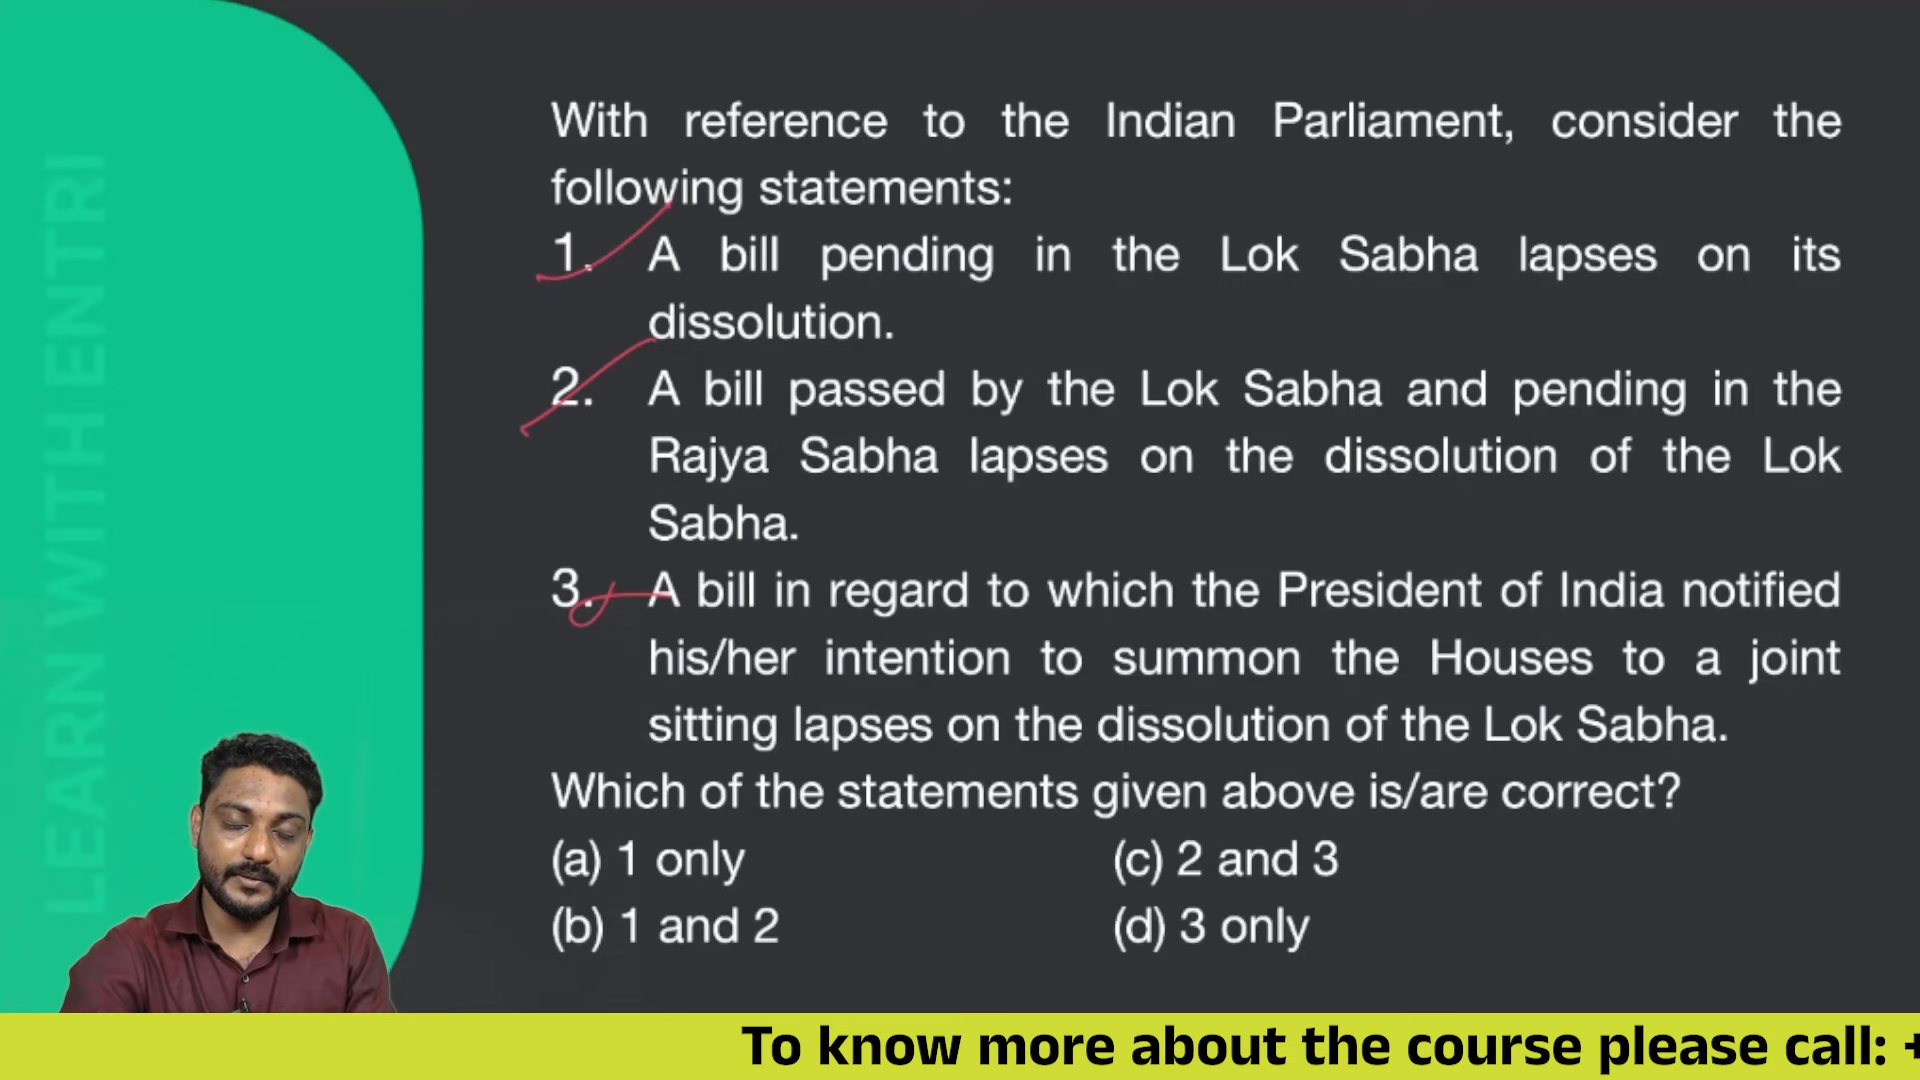 LEARN WITH ENTRI
With reference to the Indian Parliament, consider the
following statements:
1. A bill pending in the Lok Sabha lapses on its
dissolution.
2. A bill passed by the Lok Sabha and pending in the
Rajya Sabha lapses on the dissolution of the Lok
Sabha.
3. A bill in regard to which the President of India notified
his/her intention to summon the Houses to a joint
sitting lapses on the dissolution of the Lok Sabha.
Which of the statements given above is/are correct?
(a) 1 only (c) 2 and 3
(b) 1 and 2 (d) 3 only
To know more about the course please call: +